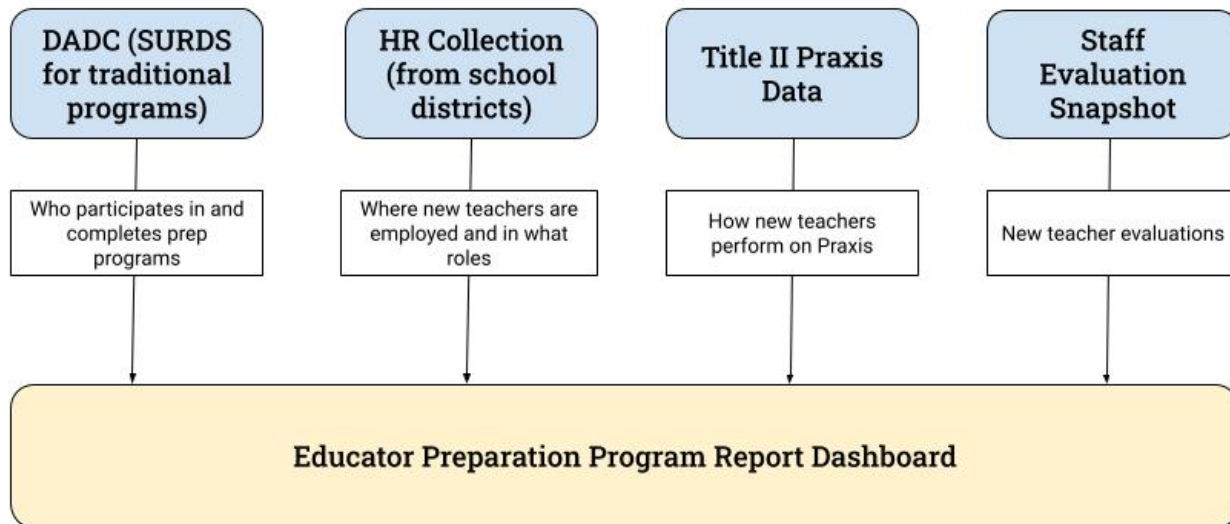 DADC (SURDS
for traditional
programs)
HR Collection
(from school
districts)
Title II Praxis
Data
Staff
Evaluation
Snapshot
Who participates in and
completes prep
programs
Where new teachers are
employed and in what
roles
How new teachers
perform on Praxis
New teacher evaluations
Educator Preparation Program Report Dashboard